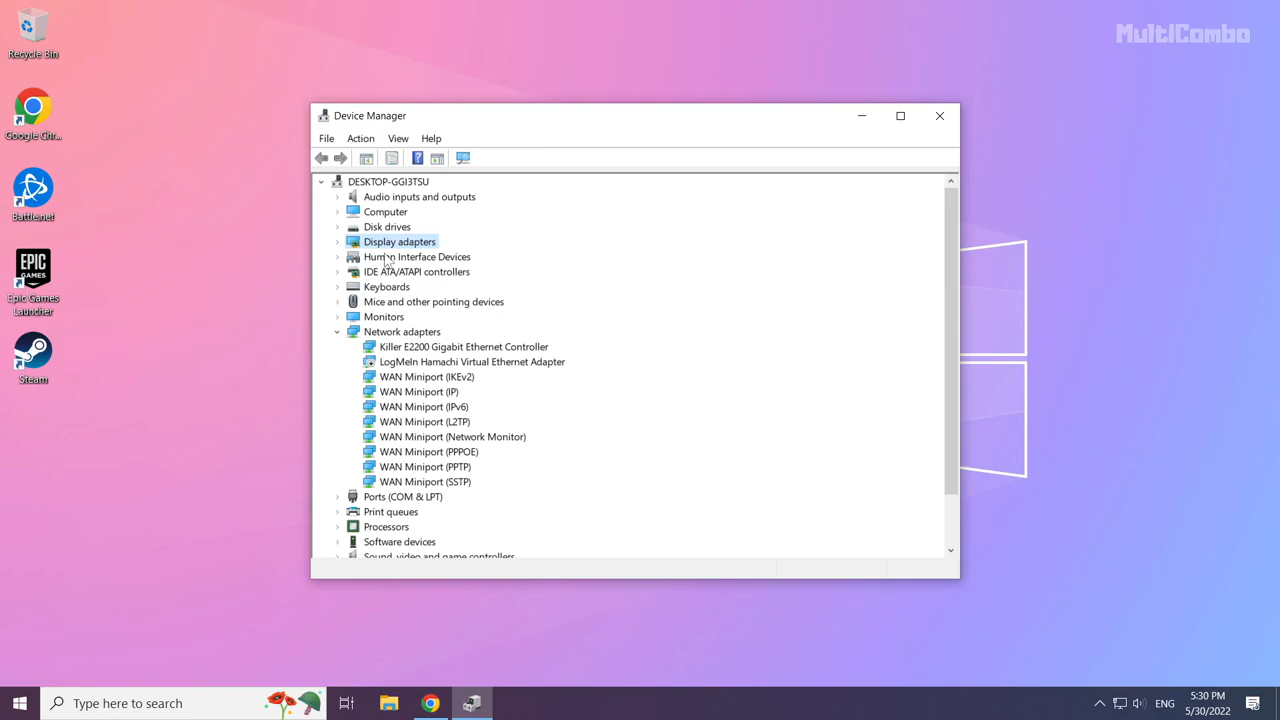 MultiCombo
Recycle Bin
Google Chr...
Battle.net
EPIC
GAMES
Epic Games
Launcher
Steam
Device Manager
File Action View Help
DESKTOP-GGI3TSU
Audio inputs and outputs
Computer
Disk drives
Display adapters
Human Interface Devices
IDE ATA/ATAPI controllers
Keyboards
Mice and other pointing devices
Monitors
Network adapters
Killer E2200 Gigabit Ethernet Controller
LogMeIn Hamachi Virtual Ethernet Adapter
WAN Miniport (IKEv2)
WAN Miniport (IP)
WAN Miniport (IPv6)
WAN Miniport (L2TP)
WAN Miniport (Network Monitor)
WAN Miniport (PPPOE)
WAN Miniport (PPTP)
WAN Miniport (SSTP)
Ports (COM & LPT)
Print queues
Processors
Software devices
Sound, video and game controllers
Type here to search
ENG
5:30 PM
5/30/2022